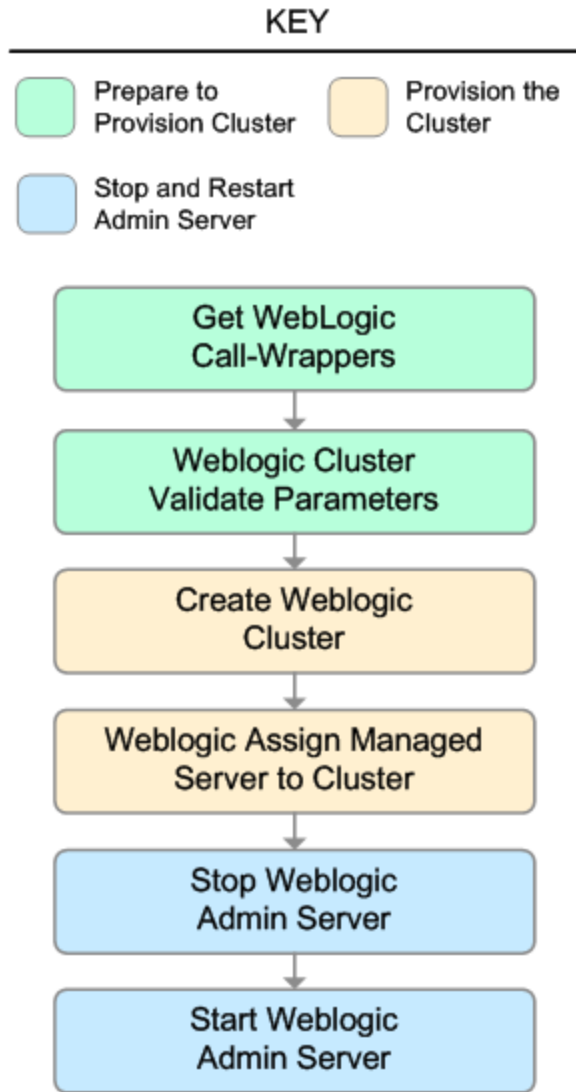 KEY
Prepare to
Provision Cluster
Provision the
Cluster
Stop and Restart
Admin Server
Get WebLogic
Call-Wrappers
Weblogic Cluster
Validate Parameters
Create Weblogic
Cluster
Weblogic Assign Managed
Server to Cluster
Stop Weblogic
Admin Server
Start Weblogic
Admin Server